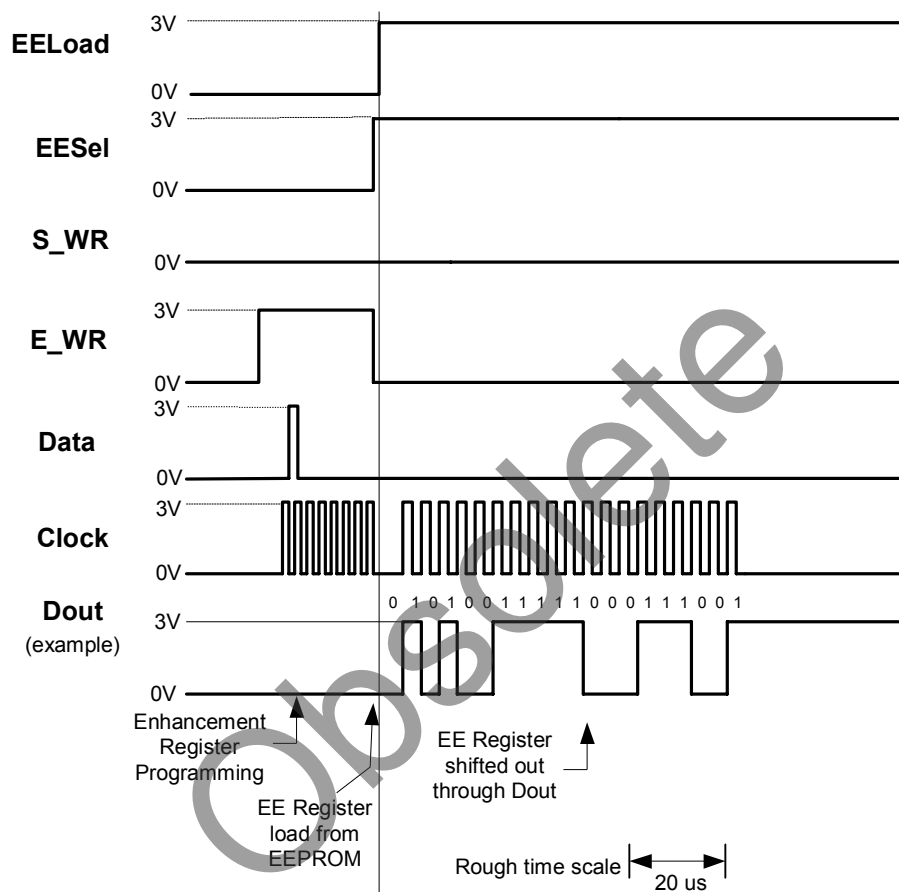 3V
EELoad
0V
3V
EESel
0V
S_WR
0V
3V
E_WR
0V
3V
Data
0V
3V
Clock
0V
0 1 0 1 0 0 1 1 1 1 1 0 0 0 1 1 1 0 0 1
Dout
3V
(example)
0V
Enhancement
Register
Programming
EE Register
load from
EEPROM
EE Register
shifted out
through Dout
Rough time scale
20 us
Obsolete